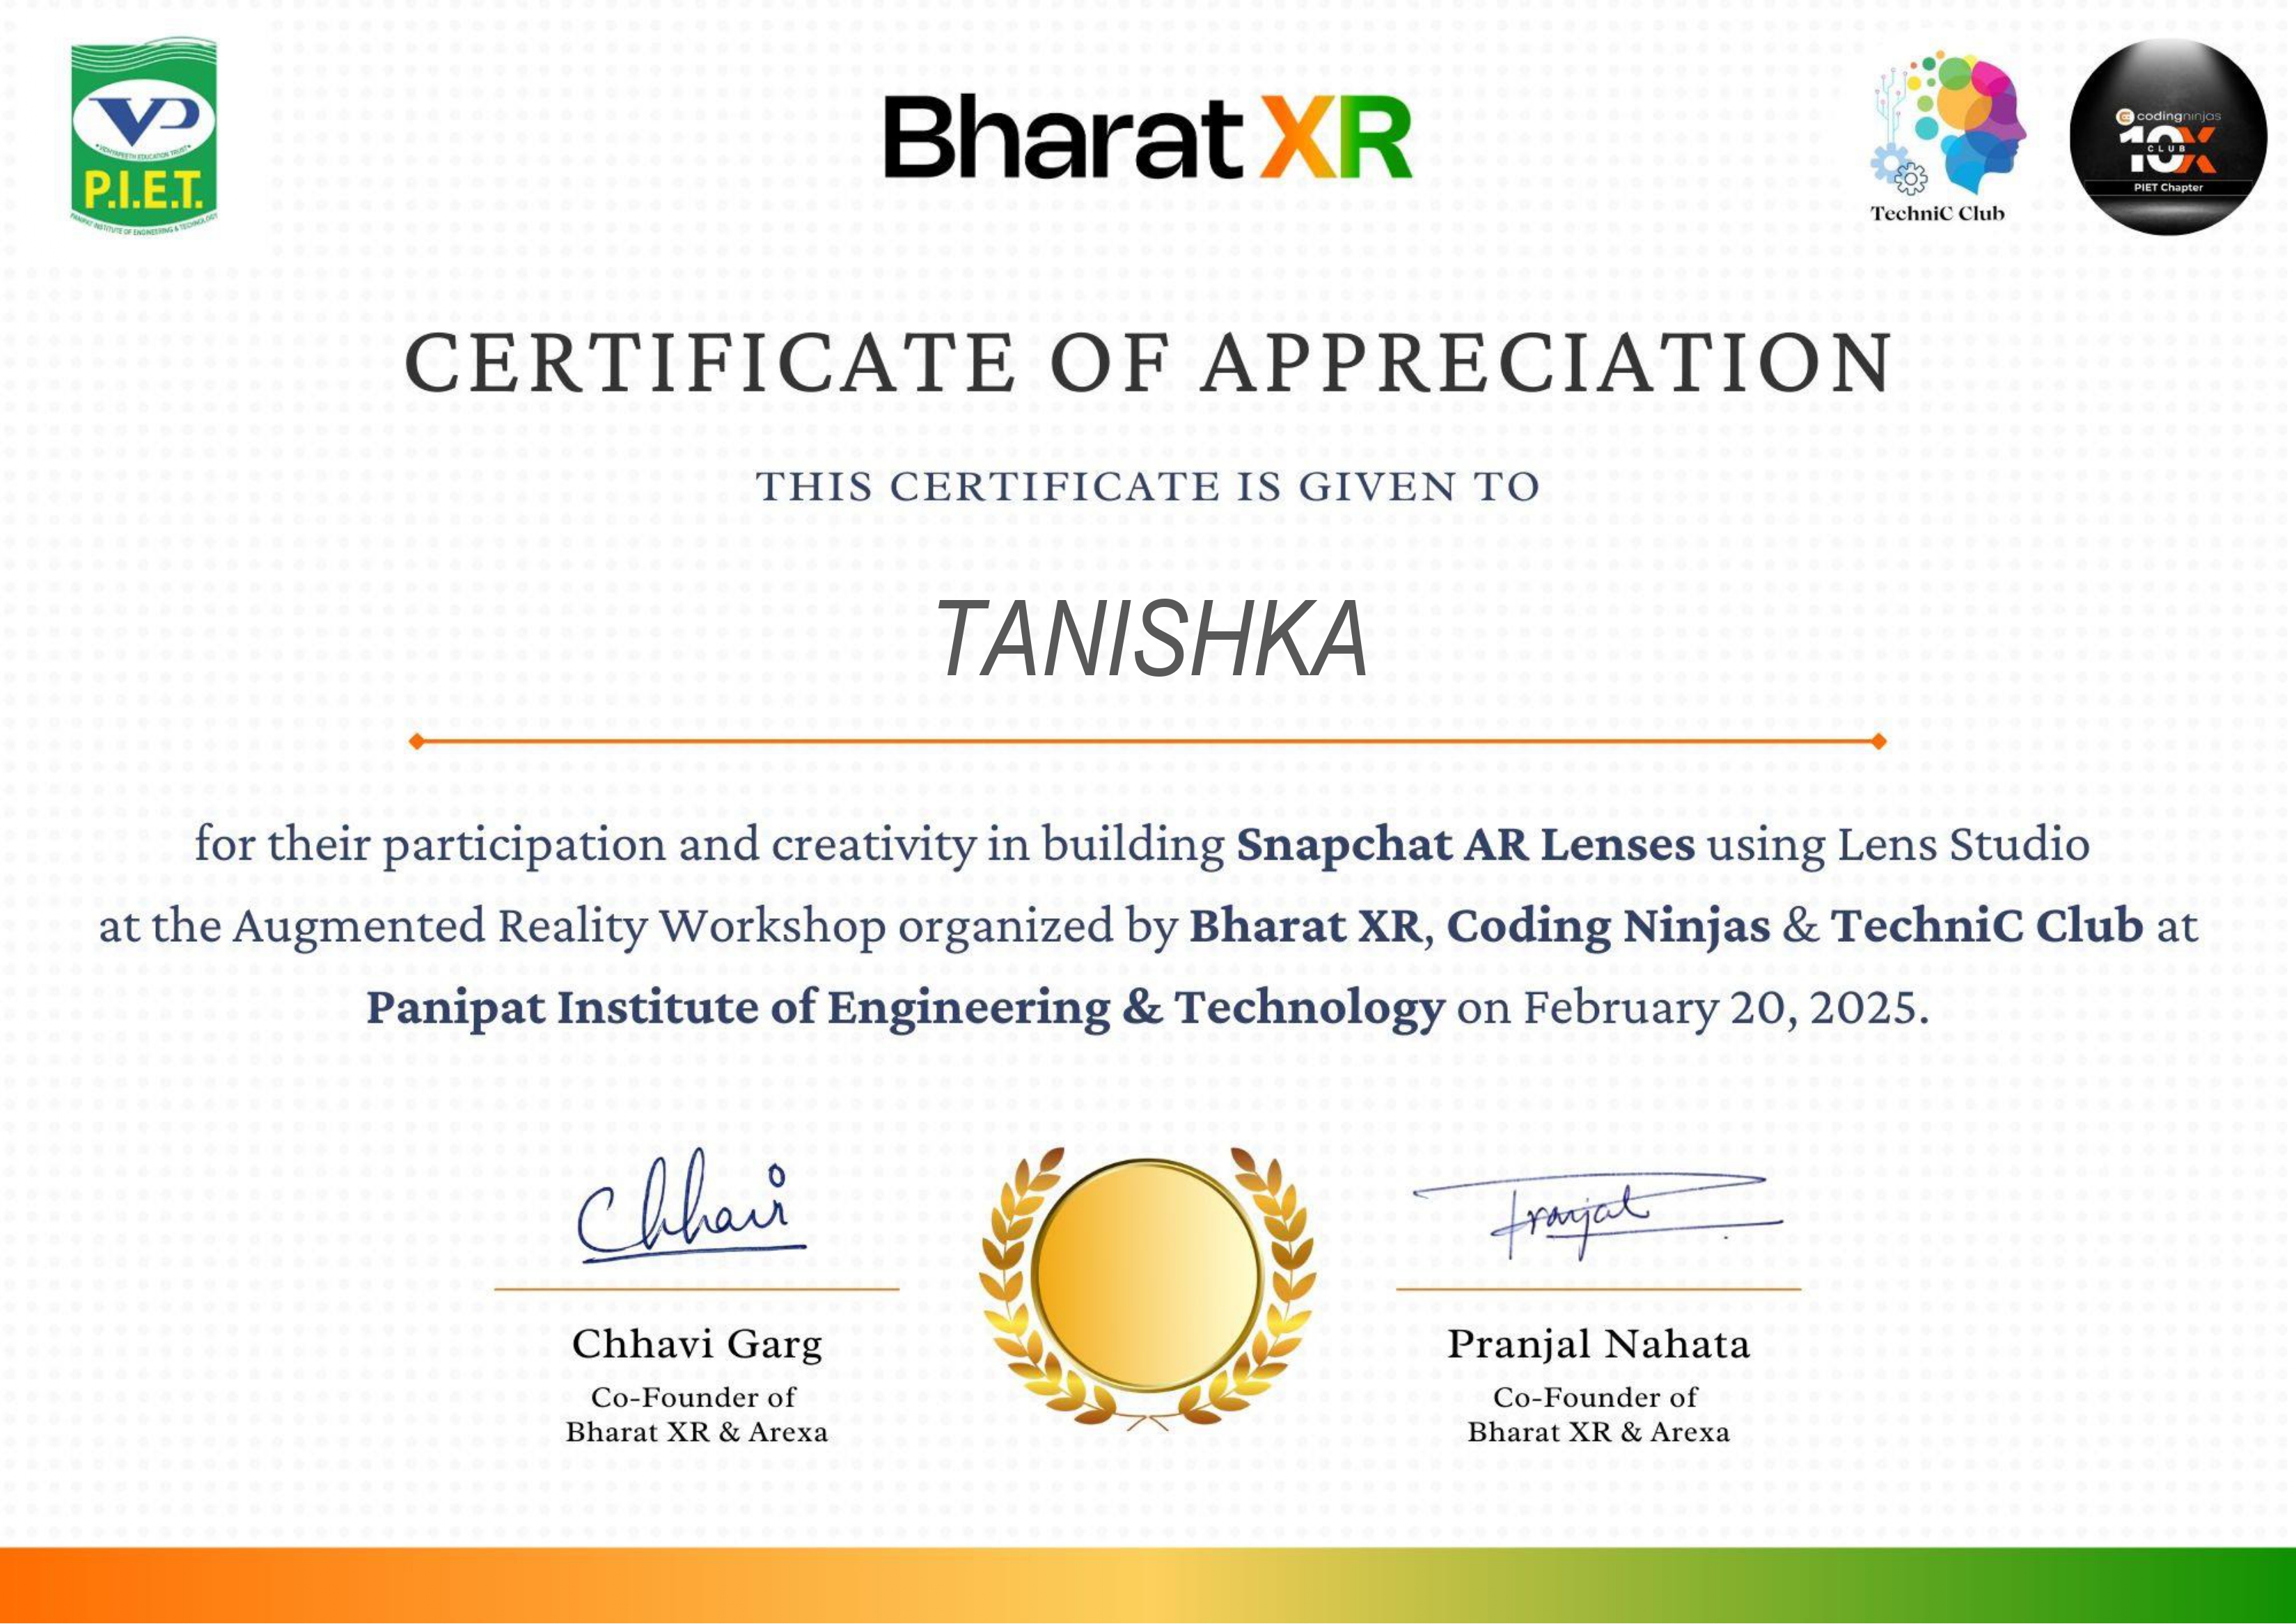 VP
VIDYAPEETH EDUCATION TRUST
P.I.E.T.
PANIPAT INSTITUTE OF ENGINEERING & TECHNOLOGY
Bharat XR
TechniC Club
codingninjas
10X
CLUB
PIET Chapter
CERTIFICATE OF APPRECIATION
THIS CERTIFICATE IS GIVEN TO
TANISHKA
for their participation and creativity in building Snapchat AR Lenses using Lens Studio
at the Augmented Reality Workshop organized by Bharat XR, Coding Ninjas & TechniC Club at
Panipat Institute of Engineering & Technology on February 20, 2025.
Chhavi
Pranjal
Chhavi Garg
Co-Founder of
Bharat XR & Arexa
Pranjal Nahata
Co-Founder of
Bharat XR & Arexa